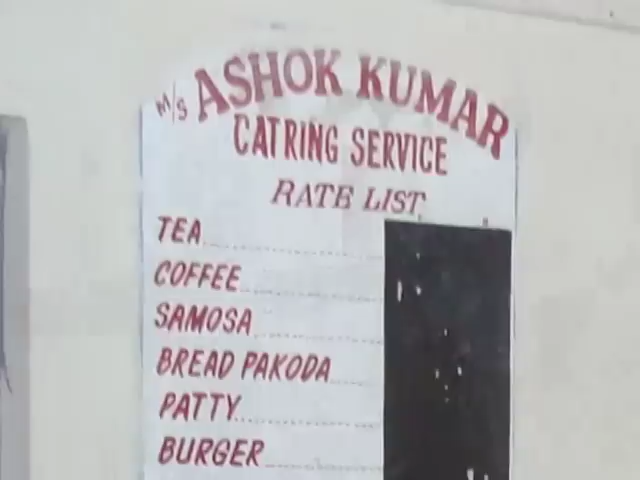 M/S ASHOK KUMAR
CATRING SERVICE
RATE LIST
TEA
COFFEE
SAMOSA
BREAD PAKODA
PATTY
BURGER